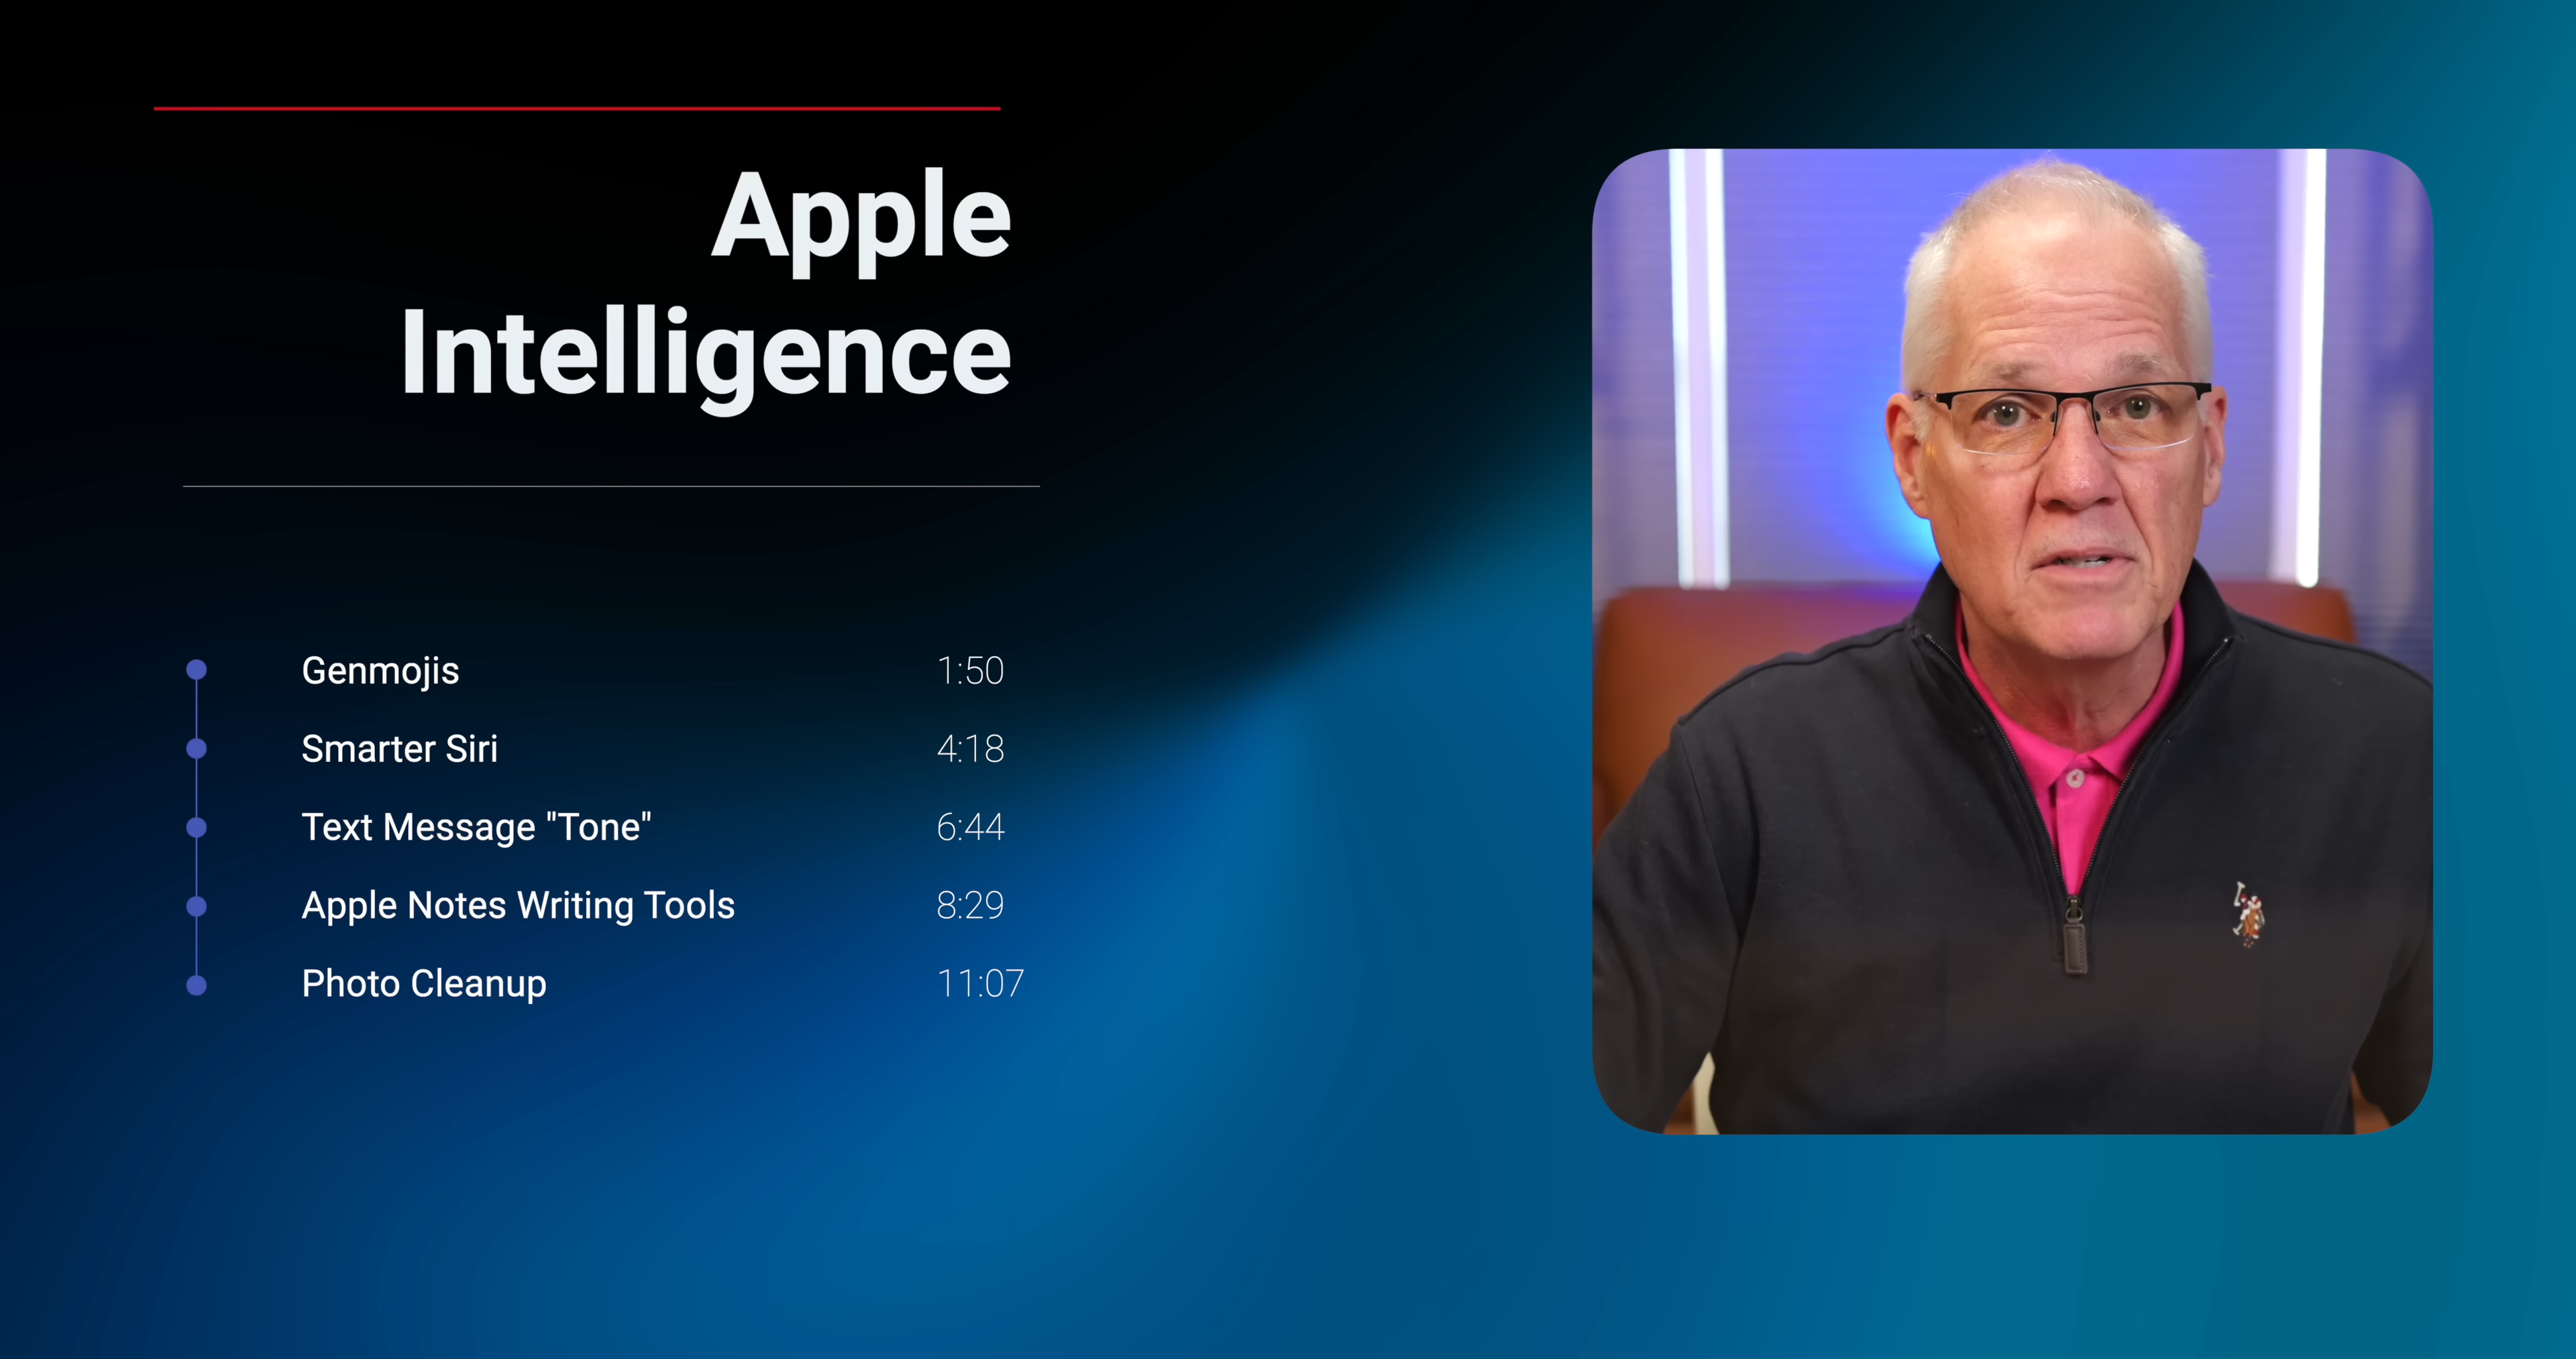 Apple
Intelligence
Genmojis 1:50
Smarter Siri 4:18
Text Message "Tone" 6:44
Apple Notes Writing Tools 8:29
Photo Cleanup 11:07